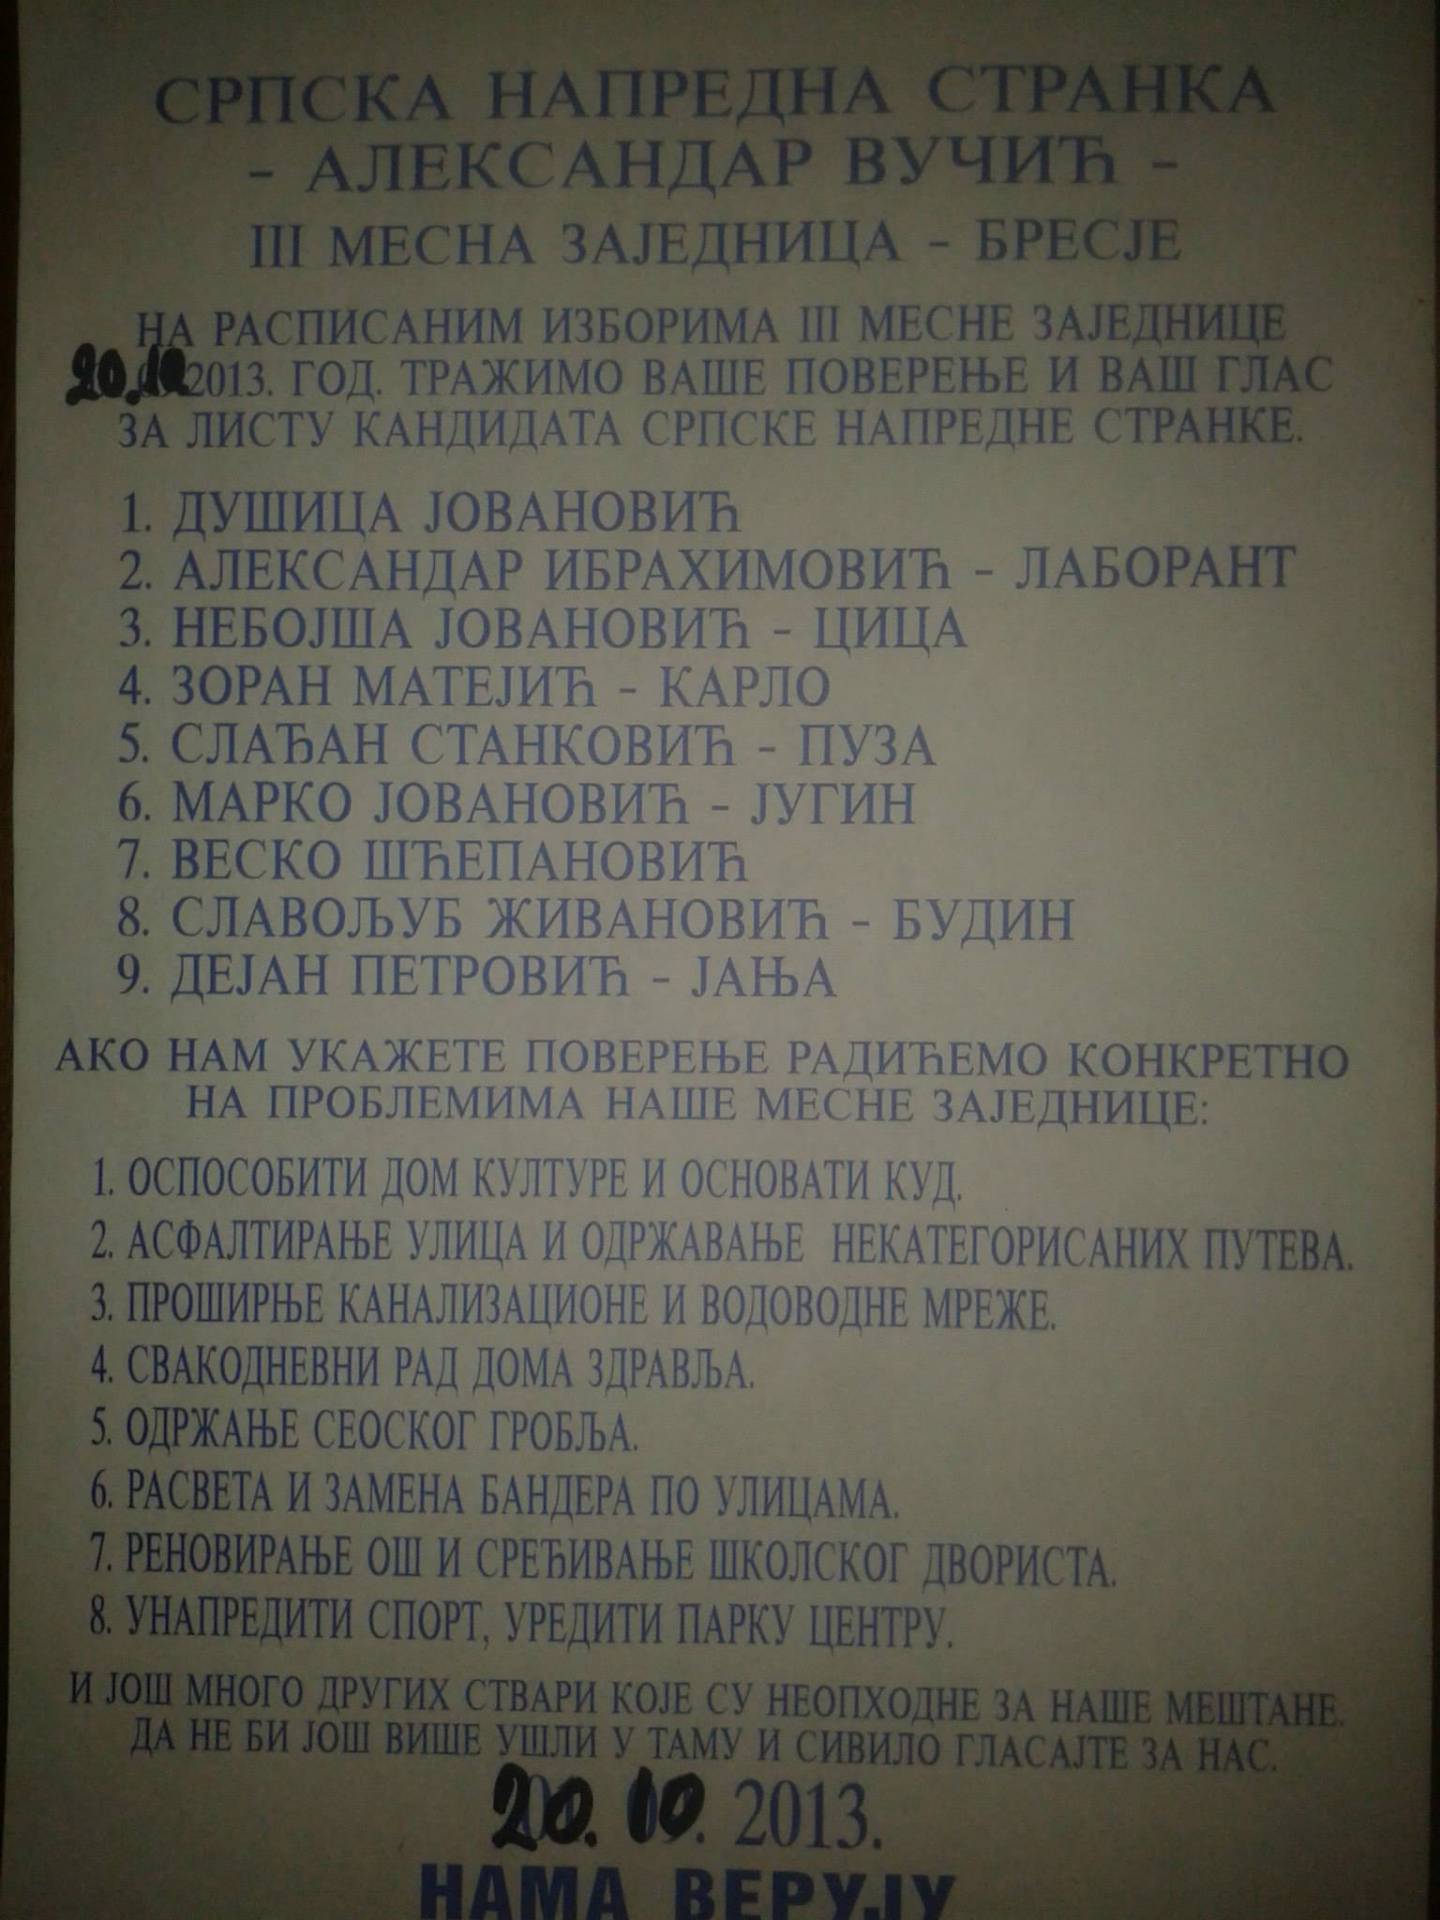 СРПСКА НАПРЕДНА СТРАНКА
- АЛЕКСАНДАР ВУЧИЋ -
III МЕСНА ЗАЈЕДНИЦА - БРЕСЈЕ
НА РАСПИСАНИМ ИЗБОРИМА III МЕСНЕ ЗАЈЕДНИЦЕ
20.10 2013. ГОД. ТРАЖИМО ВАШЕ ПОВЕРЕЊЕ И ВАШ ГЛАС
ЗА ЛИСТУ КАНДИДАТА СРПСКЕ НАПРЕДНЕ СТРАНКЕ.
1. ДУШИЦА ЈОВАНОВИЋ
2. АЛЕКСАНДАР ИБРАХИМОВИЋ - ЛАБОРАНТ
3. НЕБОЈША ЈОВАНОВИЋ - ЦИЦА
4. ЗОРАН МАТЕЈИЋ - КАРЛО
5. СЛАЂАН СТАНКОВИЋ - ПУЗА
6. МАРКО ЈОВАНОВИЋ - ЈУГИН
7. ВЕСКО ШЋЕПАНОВИЋ
8. СЛАВОЉУБ ЖИВАНОВИЋ - БУДИН
9. ДЕЈАН ПЕТРОВИЋ - ЈАЊА
АКО НАМ УКАЖЕТЕ ПОВЕРЕЊЕ РАДИЋЕМО КОНКРЕТНО
НА ПРОБЛЕМИМА НАШЕ МЕСНЕ ЗАЈЕДНИЦЕ:
1. ОСПОСОБИТИ ДОМ КУЛТУРЕ И ОСНОВАТИ КУД.
2. АСФАЛТИРАЊЕ УЛИЦА И ОДРЖАВАЊЕ НЕКАТЕГОРИСАНИХ ПУТЕВА.
3. ПРОШИРЊЕ КАНАЛИЗАЦИОНЕ И ВОДОВОДНЕ МРЕЖЕ.
4. СВАКОДНЕВНИ РАД ДОМА ЗДРАВЉА.
5. ОДРЖАЊЕ СЕОСКОГ ГРОБЉА.
6. РАСВЕТА И ЗАМЕНА БАНДЕРА ПО УЛИЦАМА.
7. РЕНОВИРАЊЕ ОШ И СРЕЂИВАЊЕ ШКОЛСКОГ ДВОРИСТА.
8. УНАПРЕДИТИ СПОРТ, УРЕДИТИ ПАРКУ ЦЕНТРУ.
И ЈОШ МНОГО ДРУГИХ СТВАРИ КОЈЕ СУ НЕОПХОДНЕ ЗА НАШЕ МЕШТАНЕ.
ДА НЕ БИ ЈОШ ВИШЕ УШЛИ У ТАМУ И СИВИЛО ГЛАСАЈТЕ ЗА НАС.
20. 10. 2013.
НАМА ВЕРУЈУ